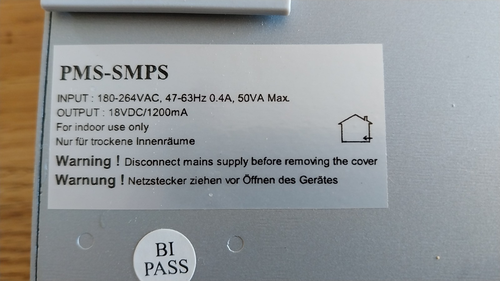 PMS-SMPS
INPUT : 180-264VAC, 47-63Hz 0.4A, 50VA Max.
OUTPUT : 18VDC/1200mA
For indoor use only
Nur für trockene Innenräume
Warning ! Disconnect mains supply before removing the cover
Warnung ! Netzstecker ziehen vor Öffnen des Gerätes
BI
PASS